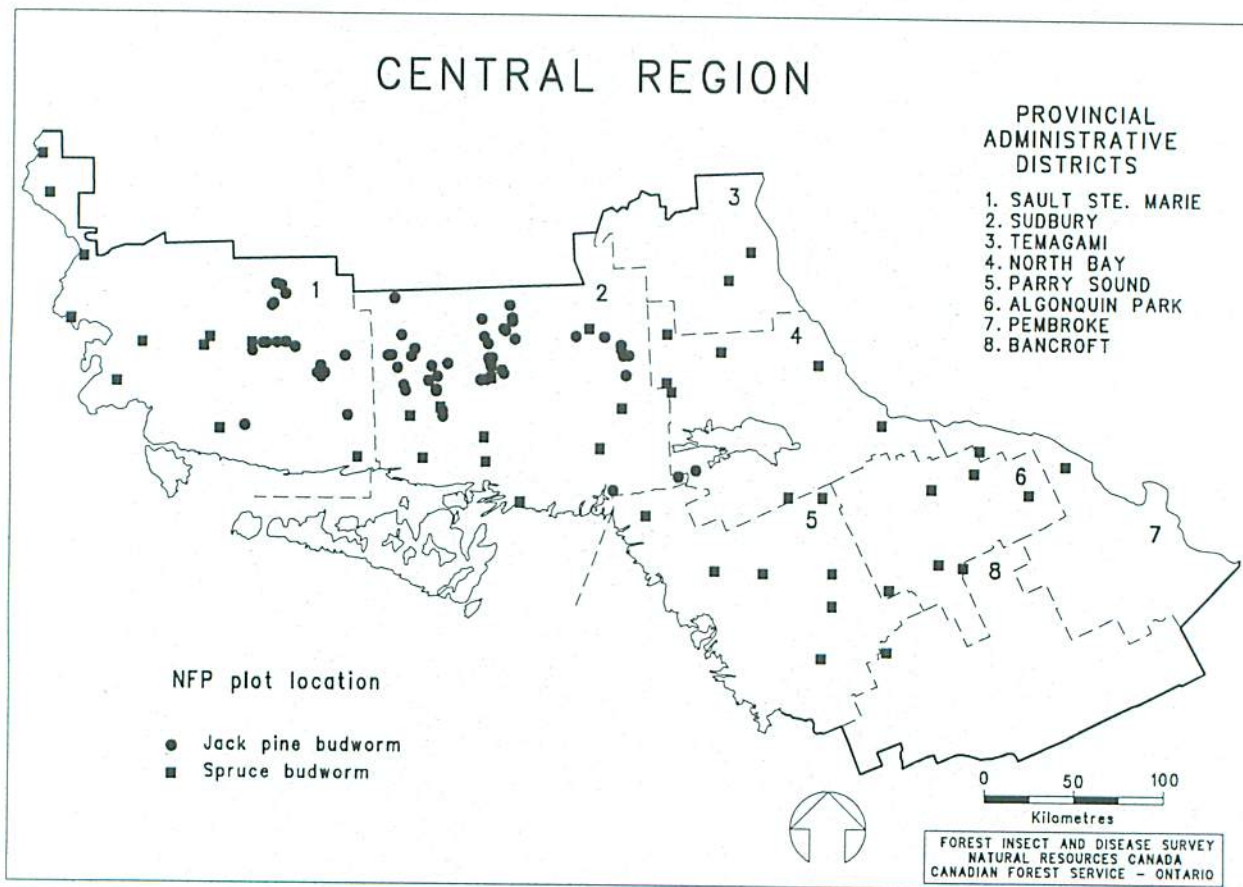 CENTRAL REGION
PROVINCIAL
ADMINISTRATIVE
DISTRICTS
1. SAULT STE. MARIE
2. SUDBURY
3. TEMAGAMI
4. NORTH BAY
5. PARRY SOUND
6. ALGONQUIN PARK
7. PEMBROKE
8. BANCROFT
3
1
2
4
6
5
7
8
NFP plot location
Jack pine budworm
Spruce budworm
0 50 100
Kilometres
FOREST INSECT AND DISEASE SURVEY
NATURAL RESOURCES CANADA
CANADIAN FOREST SERVICE - ONTARIO